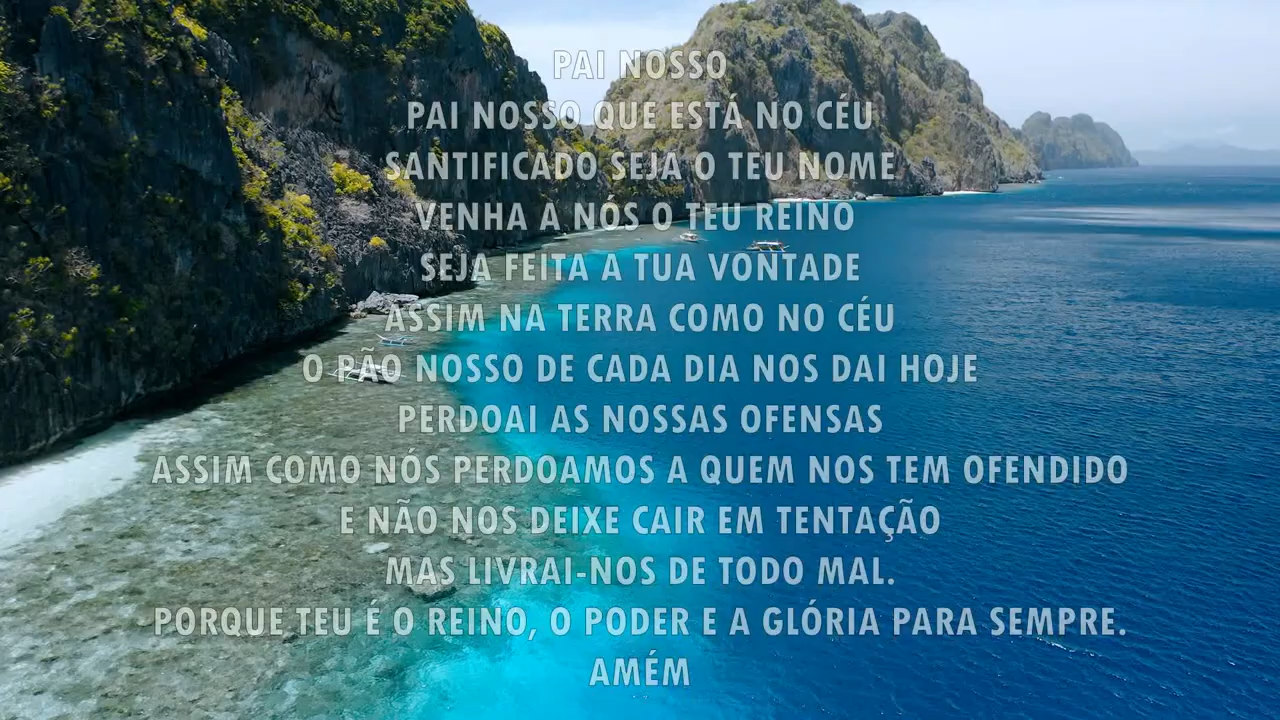 PAI NOSSO
PAI NOSSO QUE ESTÁ NO CÉU
SANTIFICADO SEJA O TEU NOME
VENHA A NÓS O TEU REINO
SEJA FEITA A TUA VONTADE
ASSIM NA TERRA COMO NO CÉU
O PÃO NOSSO DE CADA DIA NOS DAI HOJE
PERDOAI AS NOSSAS OFENSAS
ASSIM COMO NÓS PERDOAMOS A QUEM NOS TEM OFENDIDO
E NÃO NOS DEIXE CAIR EM TENTAÇÃO
MAS LIVRAI-NOS DE TODO MAL.
PORQUE TEU É O REINO, O PODER E A GLÓRIA PARA SEMPRE.
AMÉM